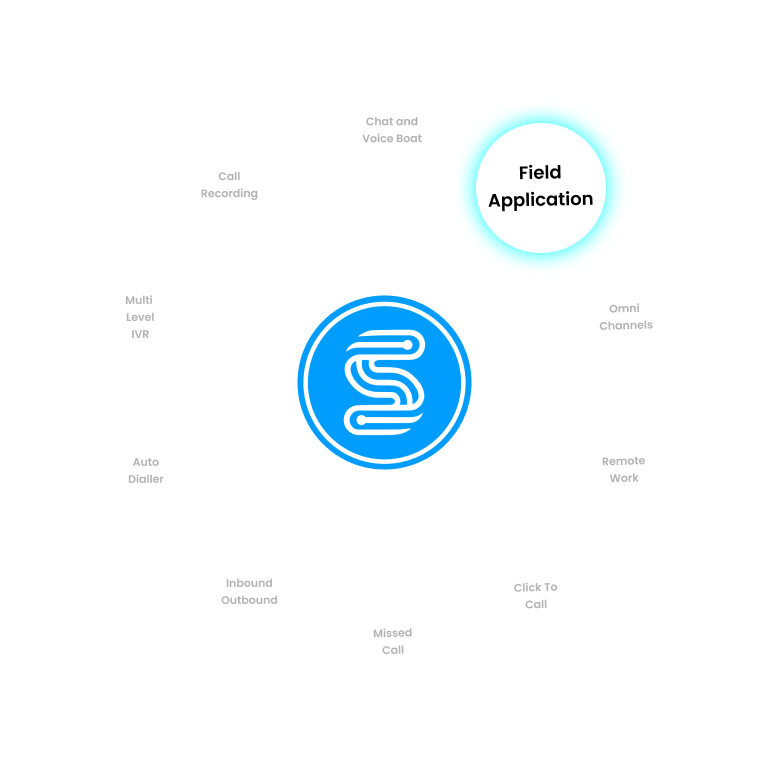 Chat and
Voice Boat
Field
Application
Call
Recording
Multi
Level
IVR
Omni
Channels
Auto
Dialler
Remote
Work
Inbound
Outbound
Click To
Call
Missed
Call